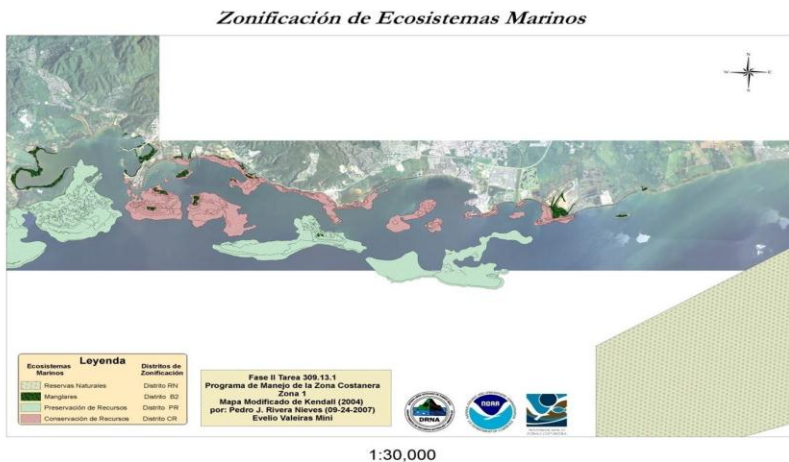 Zonificación de Ecosistemas Marinos
N
W E
S
Leyenda
Ecosistemas Marinos Distritos de Zonificación
Reservas Naturales Distrito RN
Manglares Distrito B2
Preservación de Recursos Distrito PR
Conservación de Recursos Distrito CR
Fase II Tarea 309.13.1
Programa de Manejo de la Zona Costanera
Zona 1
Mapa Modificado de Kendall (2004)
por: Pedro J. Rivera Nieves (09-24-2007)
Evelio Valeiras Mini
DRNA
NOAA
1:30,000